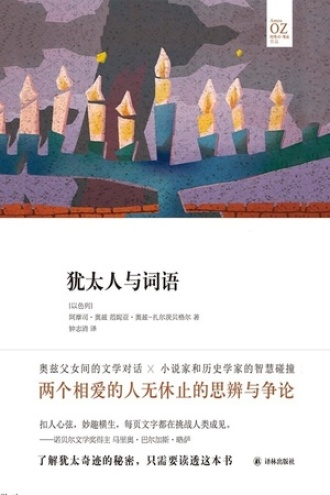 Amos
OZ
作品
犹太人与词语
[以色列]
阿摩司·奥兹 范妮亚·奥兹-扎尔茨贝格尔 著
钟志清 译
奥兹父女间的文学对话 × 小说家和历史学家的智慧碰撞
两个相爱的人无休止的思辨与争论
扣人心弦，妙趣横生，每页文字都在挑战人类成见。
——诺贝尔文学奖得主 马里奥·巴尔加斯·略萨
了解犹太奇迹的秘密，只需要读透这本书
译林出版社